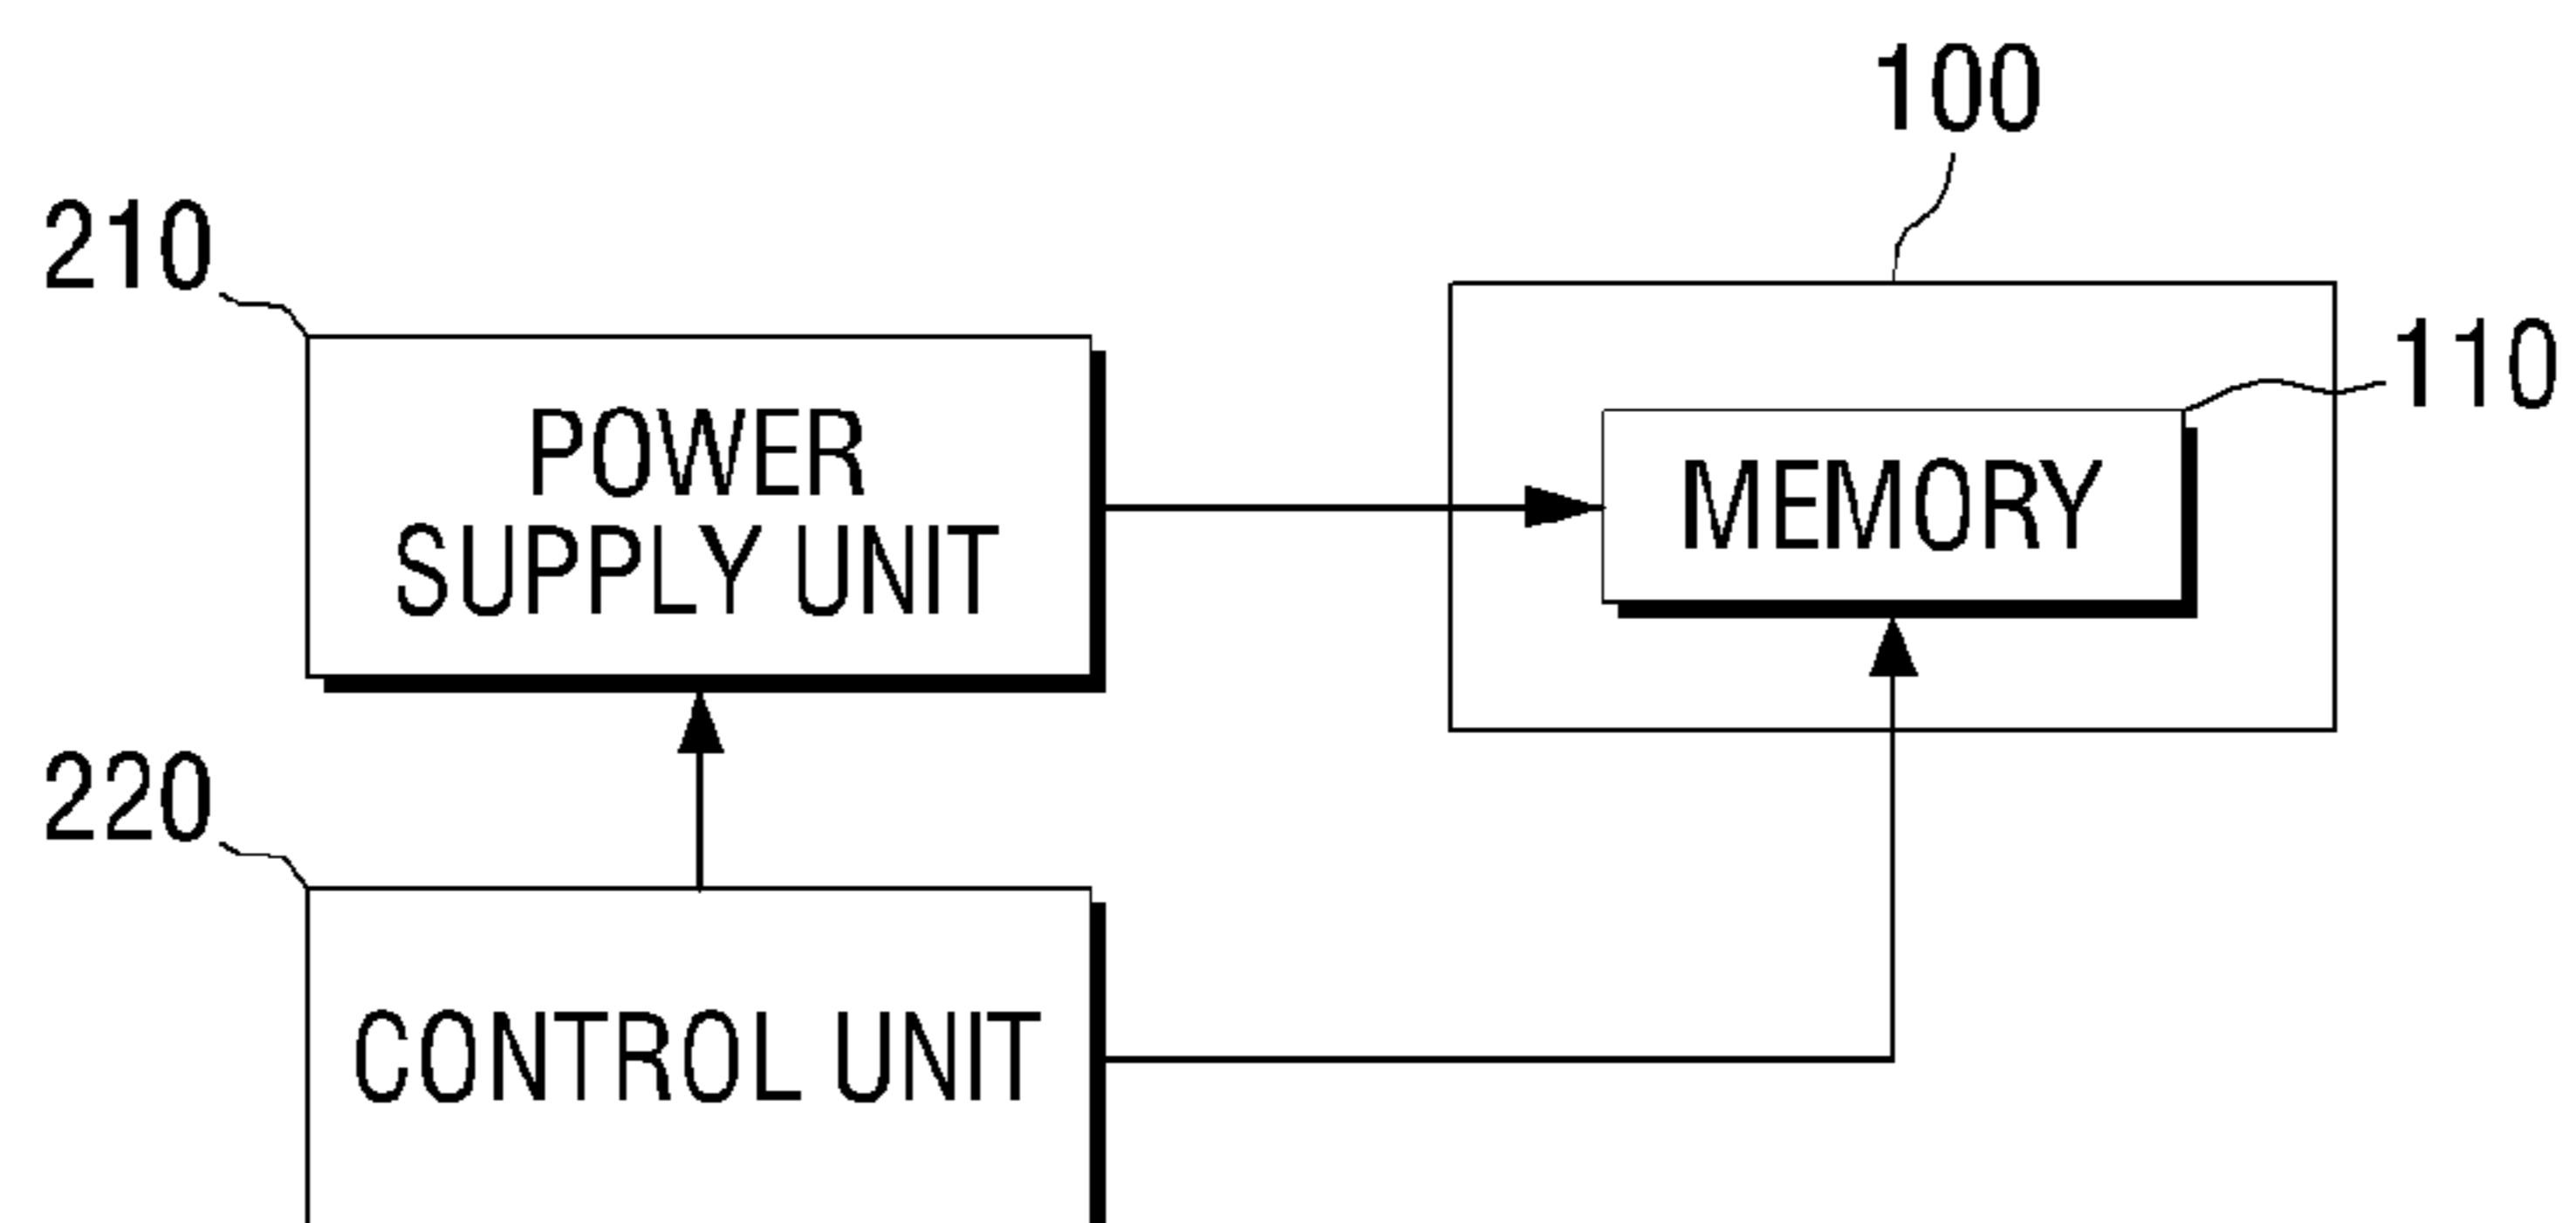 100
210
110
POWER
SUPPLY UNIT
MEMORY
220
CONTROL UNIT